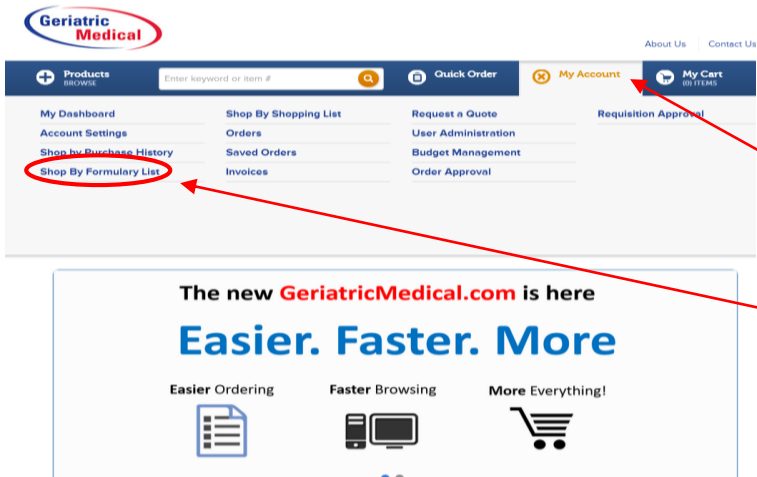 Geriatric
Medical
About Us Contact Us
Products
BROWSE
Enter keyword or item #
Quick Order
My Account
My Cart
(0) ITEMS
My Dashboard
Shop By Shopping List
Request a Quote
Requisition Approval
Account Settings
Orders
User Administration
Shop by Purchase History
Saved Orders
Budget Management
Shop By Formulary List
Invoices
Order Approval
The new GeriatricMedical.com is here
Easier. Faster. More
Easier Ordering
Faster Browsing
More Everything!